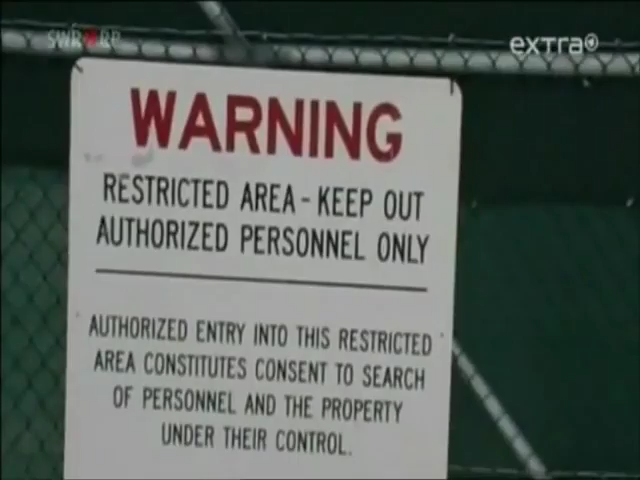 SWR extra
WARNING
RESTRICTED AREA - KEEP OUT
AUTHORIZED PERSONNEL ONLY
AUTHORIZED ENTRY INTO THIS RESTRICTED
AREA CONSTITUTES CONSENT TO SEARCH
OF PERSONNEL AND THE PROPERTY
UNDER THEIR CONTROL.